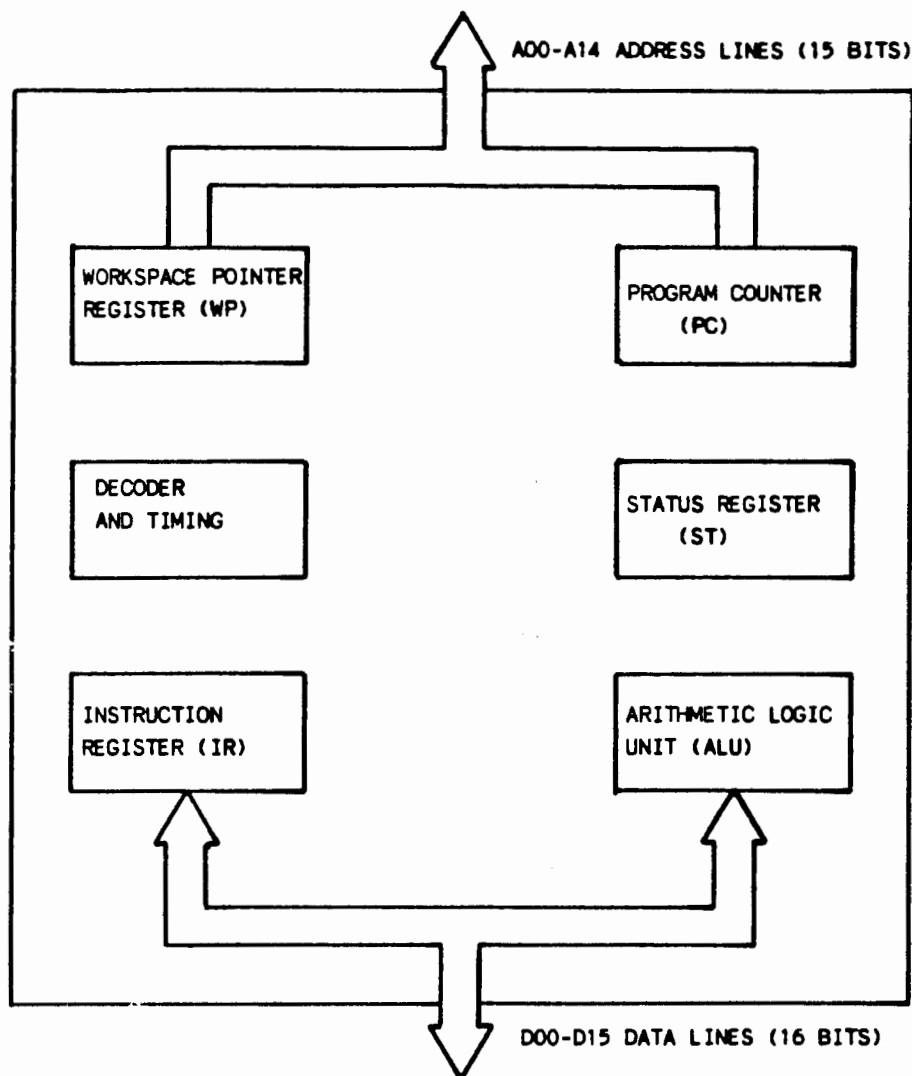 A00-A14 ADDRESS LINES (15 BITS)
WORKSPACE POINTER
REGISTER (WP)
PROGRAM COUNTER
(PC)
DECODER
AND TIMING
STATUS REGISTER
(ST)
INSTRUCTION
REGISTER (IR)
ARITHMETIC LOGIC
UNIT (ALU)
D00-D15 DATA LINES (16 BITS)